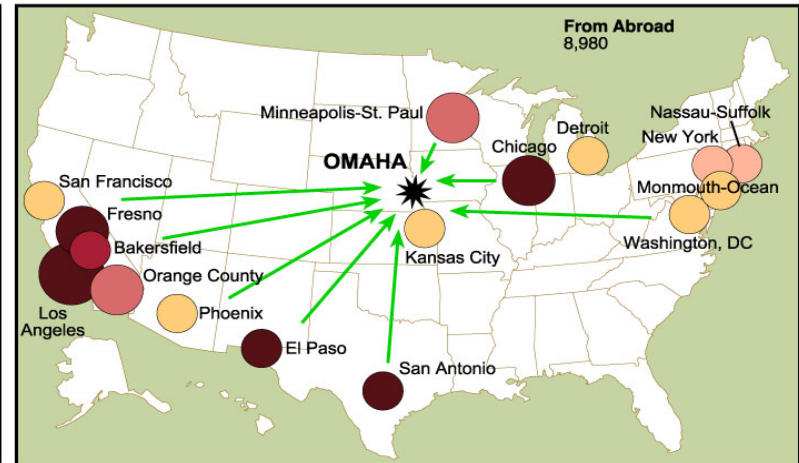 From Abroad
8,980
Minneapolis-St. Paul
Nassau-Suffolk
Detroit
New York
Chicago
OMAHA
San Francisco
Monmouth-Ocean
Fresno
Bakersfield
Washington, DC
Kansas City
Orange County
Los
Angeles
Phoenix
El Paso
San Antonio